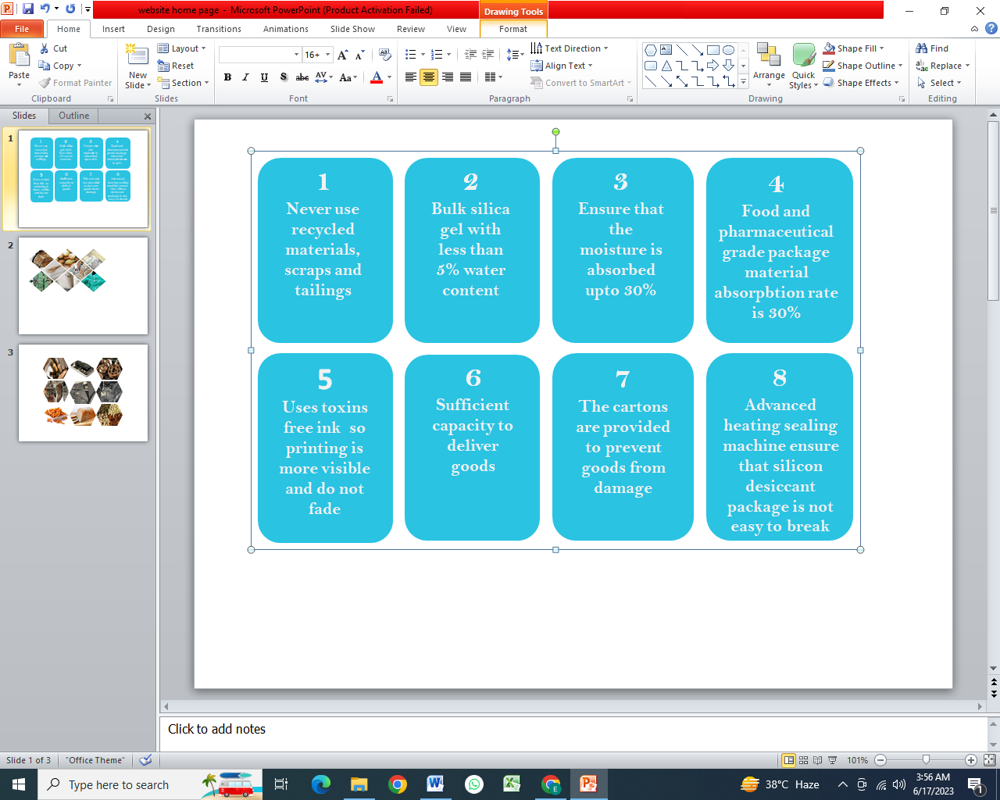 website home page - Microsoft PowerPoint (Product Activation Failed)
Drawing Tools
File Home Insert Design Transitions Animations Slide Show Review View Format
Paste
Cut
Copy
Format Painter
Clipboard
New
Slide
Layout
Reset
Section
Slides
16+
Font
Text Direction
Align Text
Convert to SmartArt
Paragraph
Arrange
Quick
Styles
Shape Fill
Shape Outline
Shape Effects
Drawing
Find
Replace
Select
Editing
Slides Outline
1
2
3
1
Never use
recycled
materials,
scraps and
tailings
2
Bulk silica
gel with
less than
5% water
content
3
Ensure that
the
moisture is
absorbed
upto 30%
4
Food and
pharmaceutical
grade package
material
absorpbtion rate
is 30%
5
Uses toxins
free ink so
printing is
more visible
and do not
fade
6
Sufficient
capacity to
deliver
goods
7
The cartons
are provided
to prevent
goods from
damage
8
Advanced
heating sealing
machine ensure
that silicon
desiccant
package is not
easy to break
Click to add notes
Slide 1 of 3 "Office Theme" 101%
Type here to search
38°C Haze
3:56 AM
6/17/2023
1